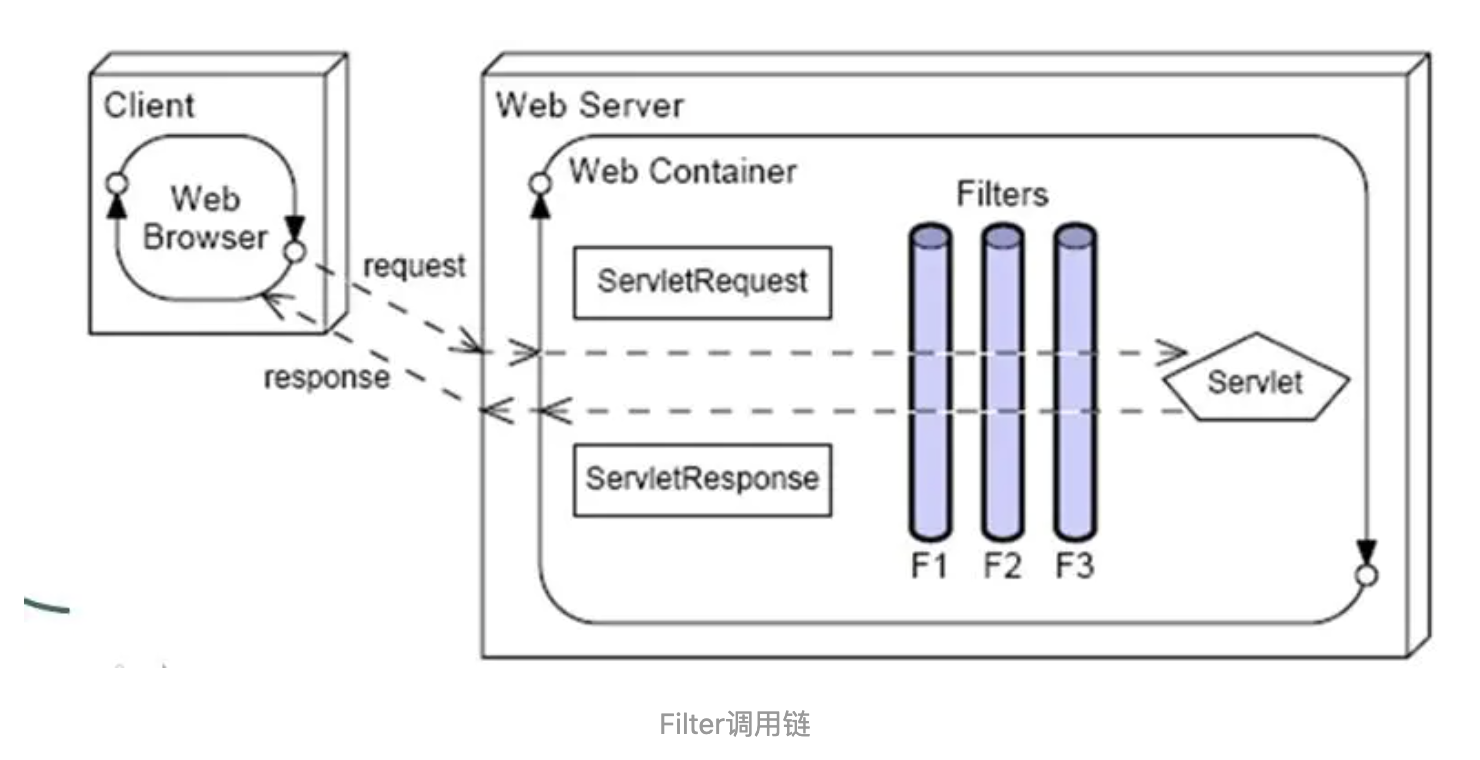 Client
Web
Browser
request
response
Web Server
Web Container
Filters
ServletRequest
Servlet
ServletResponse
F1 F2 F3
Filter调用链